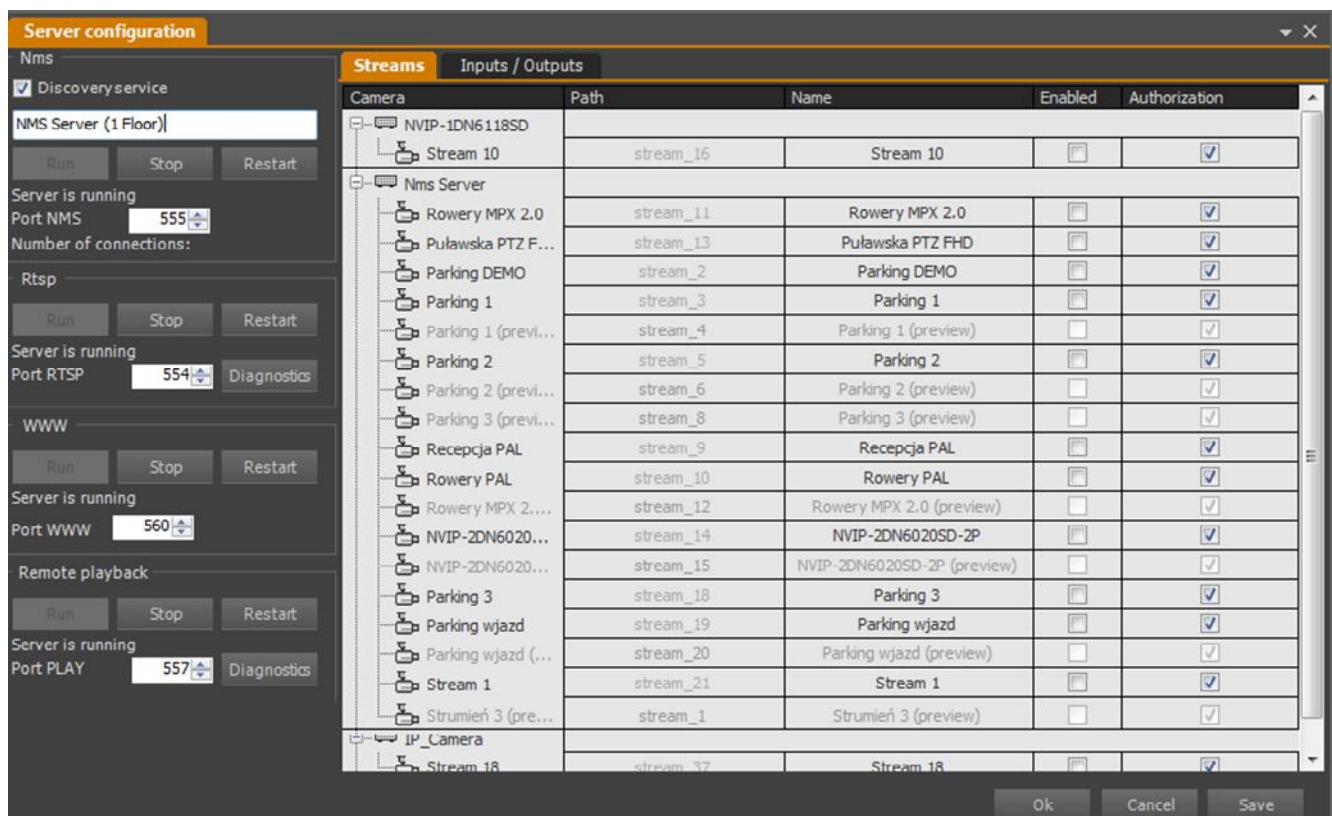 Server configuration
Nms
Discovery service
NMS Server (1 Floor)
Run Stop Restart
Server is running
Port NMS 555
Number of connections:
Rtsp
Run Stop Restart
Server is running
Port RTSP 554 Diagnostics
WWW
Run Stop Restart
Server is running
Port WWW 560
Remote playback
Run Stop Restart
Server is running
Port PLAY 557 Diagnostics
Streams Inputs / Outputs
Camera Path Name Enabled Authorization
NVIP-1DN6118SD
Stream 10 stream_16 Stream 10
Nms Server
Rowery MPX 2.0 stream_11 Rowery MPX 2.0
Puławska PTZ F... stream_13 Puławska PTZ FHD
Parking DEMO stream_2 Parking DEMO
Parking 1 stream_3 Parking 1
Parking 1 (previ... stream_4 Parking 1 (preview)
Parking 2 stream_5 Parking 2
Parking 2 (previ... stream_6 Parking 2 (preview)
Parking 3 (previ... stream_8 Parking 3 (preview)
Recepcja PAL stream_9 Recepcja PAL
Rowery PAL stream_10 Rowery PAL
Rowery MPX 2.... stream_12 Rowery MPX 2.0 (preview)
NVIP-2DN6020... stream_14 NVIP-2DN6020SD-2P
NVIP-2DN6020... stream_15 NVIP-2DN6020SD-2P (preview)
Parking 3 stream_18 Parking 3
Parking wjazd stream_19 Parking wjazd
Parking wjazd (... stream_20 Parking wjazd (preview)
Stream 1 stream_21 Stream 1
Strumień 3 (pre... stream_1 Strumień 3 (preview)
IP_Camera
Stream 18 stream_37 Stream 18
Ok Cancel Save